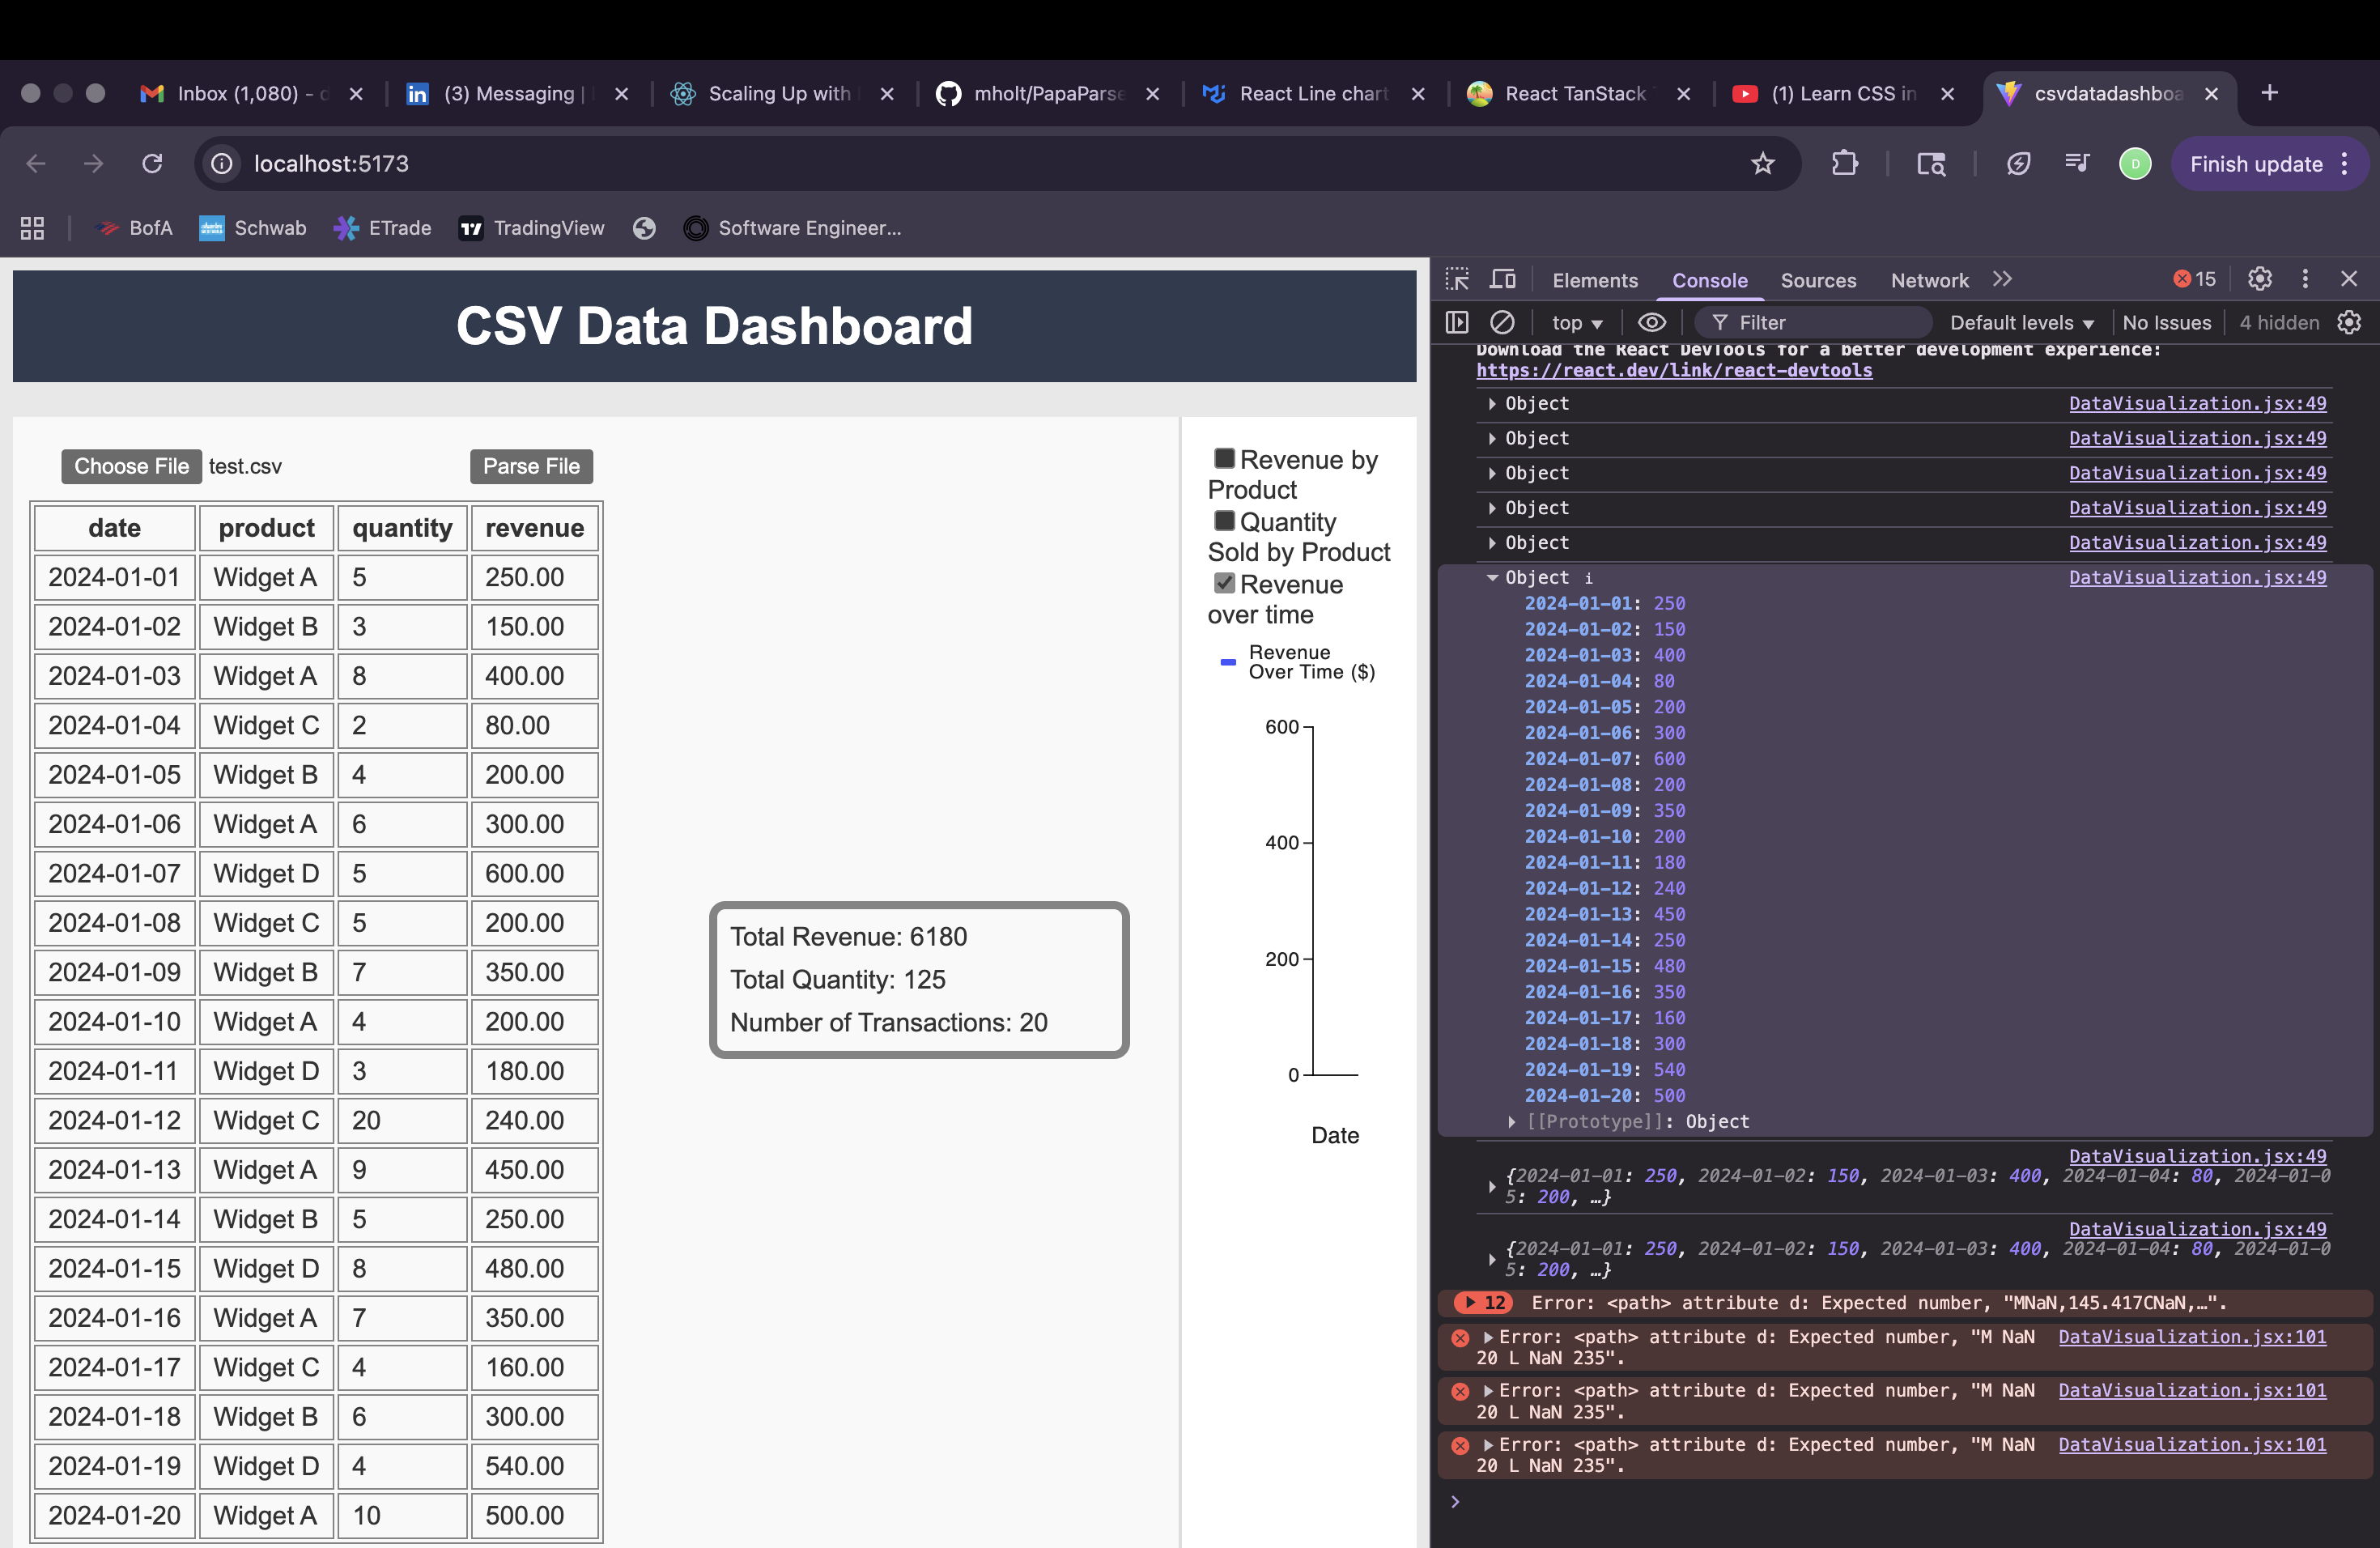 Inbox (1,080) - d
(3) Messaging |
Scaling Up with
mholt/PapaParse
React Line chart
React TanStack
(1) Learn CSS in
csvdatadashboa
localhost:5173
D
Finish update
BofA
Schwab
ETrade
TradingView
Software Engineer...
CSV Data Dashboard
Choose File test.csv
Parse File
date product quantity revenue
2024-01-01 Widget A 5 250.00
2024-01-02 Widget B 3 150.00
2024-01-03 Widget A 8 400.00
2024-01-04 Widget C 2 80.00
2024-01-05 Widget B 4 200.00
2024-01-06 Widget A 6 300.00
2024-01-07 Widget D 5 600.00
2024-01-08 Widget C 5 200.00
2024-01-09 Widget B 7 350.00
2024-01-10 Widget A 4 200.00
2024-01-11 Widget D 3 180.00
2024-01-12 Widget C 20 240.00
2024-01-13 Widget A 9 450.00
2024-01-14 Widget B 5 250.00
2024-01-15 Widget D 8 480.00
2024-01-16 Widget A 7 350.00
2024-01-17 Widget C 4 160.00
2024-01-18 Widget B 6 300.00
2024-01-19 Widget D 4 540.00
2024-01-20 Widget A 10 500.00
Total Revenue: 6180
Total Quantity: 125
Number of Transactions: 20
Revenue by
Product
Quantity
Sold by Product
Revenue
over time
Revenue
Over Time ($)
600
400
200
0
Date
Elements Console Sources Network 15
top Filter Default levels No Issues 4 hidden
Download the React DevTools for a better development experience:
https://react.dev/link/react-devtools
Object DataVisualization.jsx:49
Object DataVisualization.jsx:49
Object DataVisualization.jsx:49
Object DataVisualization.jsx:49
Object DataVisualization.jsx:49
Object i DataVisualization.jsx:49
2024-01-01: 250
2024-01-02: 150
2024-01-03: 400
2024-01-04: 80
2024-01-05: 200
2024-01-06: 300
2024-01-07: 600
2024-01-08: 200
2024-01-09: 350
2024-01-10: 200
2024-01-11: 180
2024-01-12: 240
2024-01-13: 450
2024-01-14: 250
2024-01-15: 480
2024-01-16: 350
2024-01-17: 160
2024-01-18: 300
2024-01-19: 540
2024-01-20: 500
[[Prototype]]: Object
DataVisualization.jsx:49
{2024-01-01: 250, 2024-01-02: 150, 2024-01-03: 400, 2024-01-04: 80, 2024-01-0
5: 200, …}
DataVisualization.jsx:49
{2024-01-01: 250, 2024-01-02: 150, 2024-01-03: 400, 2024-01-04: 80, 2024-01-0
5: 200, …}
12 Error: <path> attribute d: Expected number, "MNaN,145.417CNaN,…".
Error: <path> attribute d: Expected number, "M NaN DataVisualization.jsx:101
20 L NaN 235".
Error: <path> attribute d: Expected number, "M NaN DataVisualization.jsx:101
20 L NaN 235".
Error: <path> attribute d: Expected number, "M NaN DataVisualization.jsx:101
20 L NaN 235".